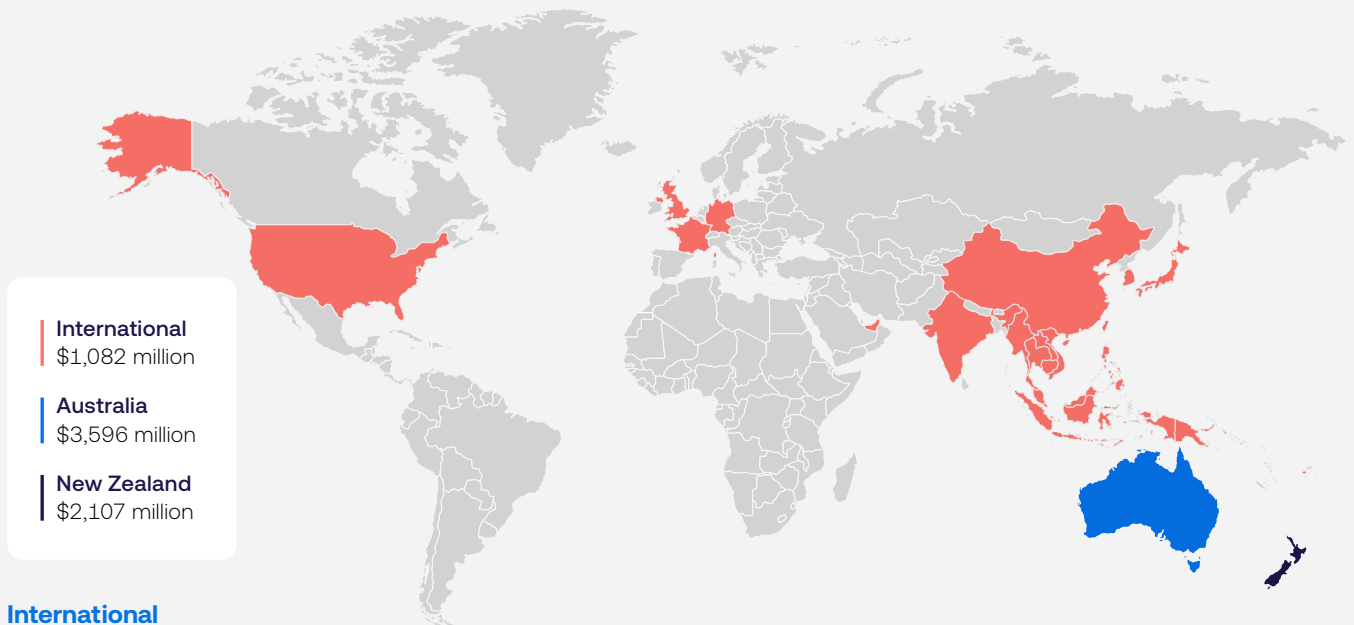 International
$1,082 million
Australia
$3,596 million
New Zealand
$2,107 million
International